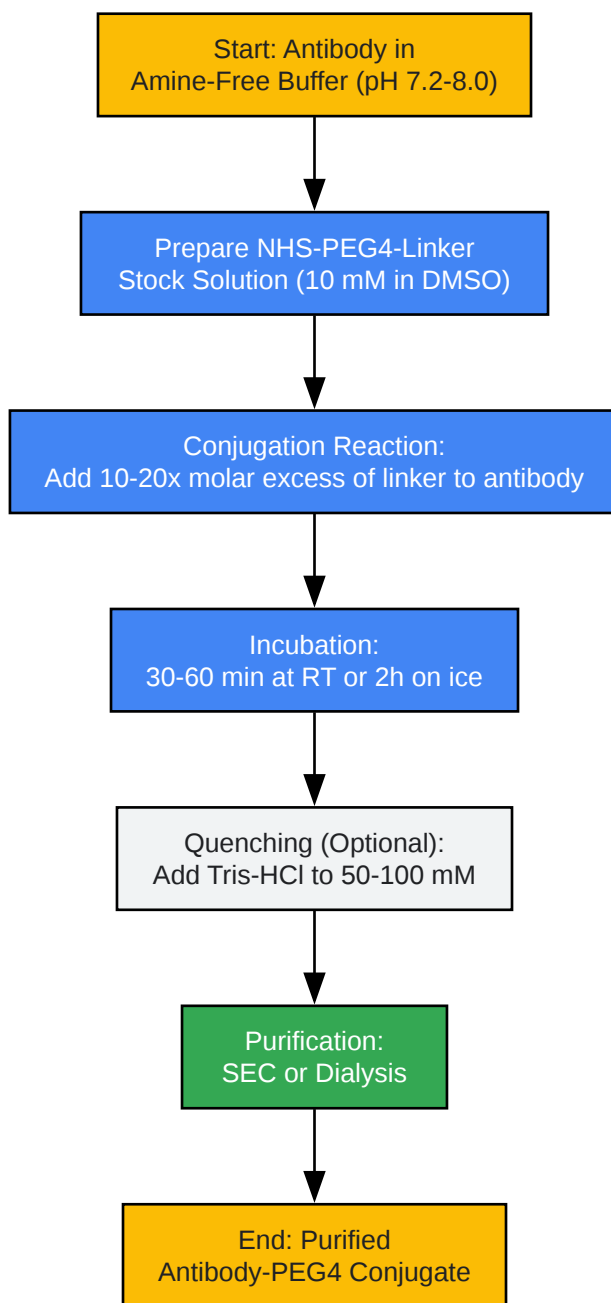 Start: Antibody in
Amine-Free Buffer (pH 7.2-8.0)
Prepare NHS-PEG4-Linker
Stock Solution (10 mM in DMSO)
Conjugation Reaction:
Add 10-20x molar excess of linker to antibody
Incubation:
30-60 min at RT or 2h on ice
Quenching (Optional):
Add Tris-HCl to 50-100 mM
Purification:
SEC or Dialysis
End: Purified
Antibody-PEG4 Conjugate